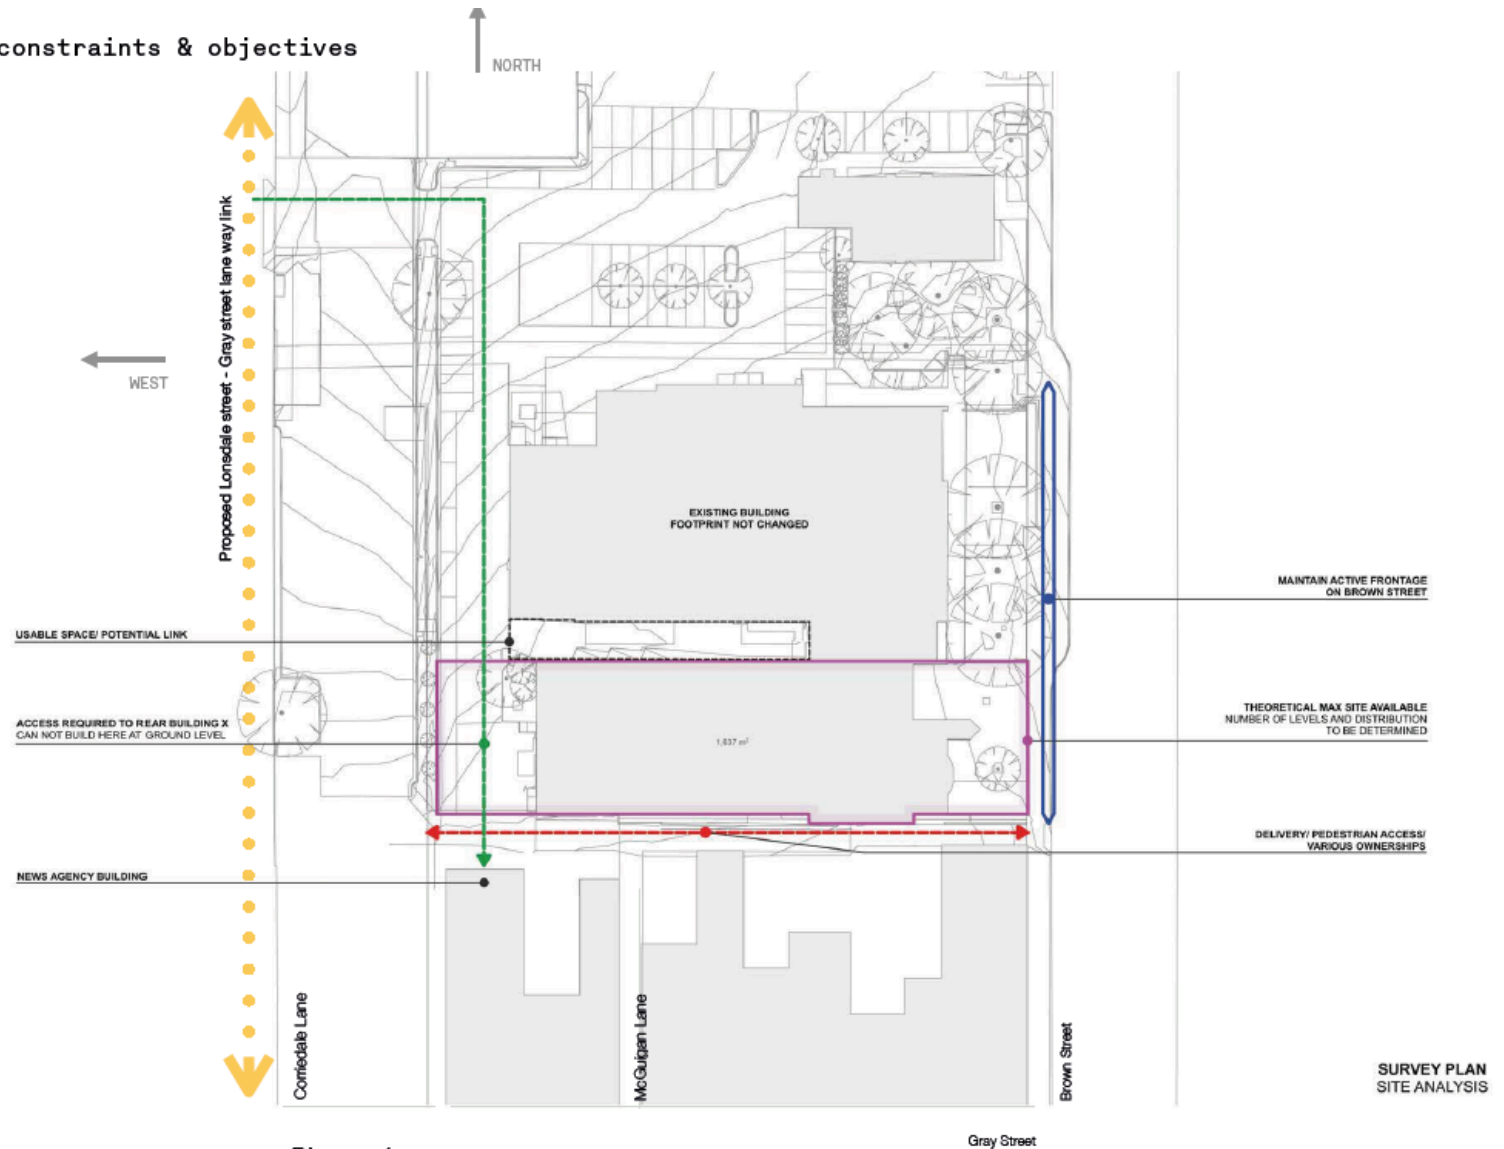 constraints & objectives
NORTH
WEST
Proposed Lonsdale street - Gray street lane way link
EXISTING BUILDING
FOOTPRINT NOT CHANGED
MAINTAIN ACTIVE FRONTAGE
ON BROWN STREET
USABLE SPACE/ POTENTIAL LINK
ACCESS REQUIRED TO REAR BUILDING X
CAN NOT BUILD HERE AT GROUND LEVEL
THEORETICAL MAX SITE AVAILABLE
NUMBER OF LEVELS AND DISTRIBUTION
TO BE DETERMINED
1,637 m²
DELIVERY/ PEDESTRIAN ACCESS/
VARIOUS OWNERSHIPS
NEWS AGENCY BUILDING
Corriedale Lane
McGuigan Lane
Brown Street
SURVEY PLAN
SITE ANALYSIS
Gray Street